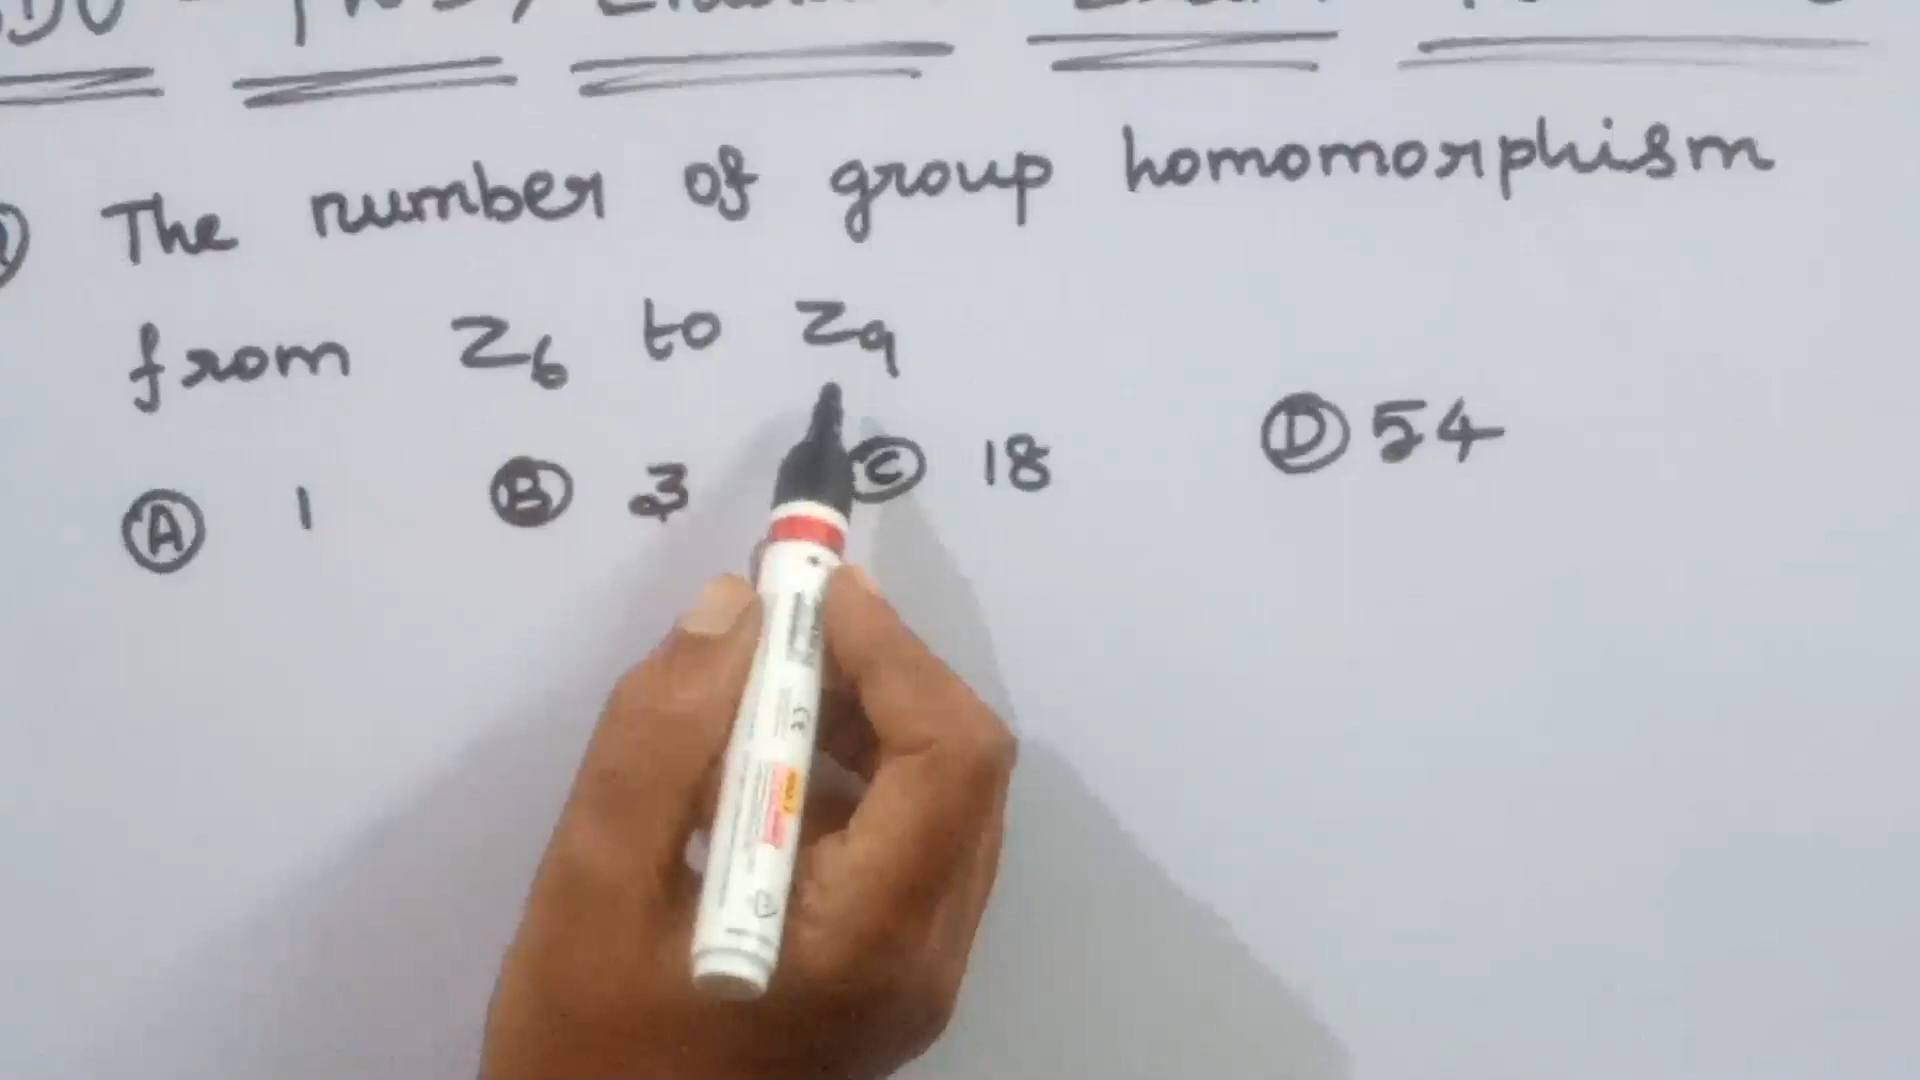 The number of group homomorphism
from Z6 to Z9
Ⓐ 1 Ⓑ 3 Ⓒ 18 Ⓓ 54